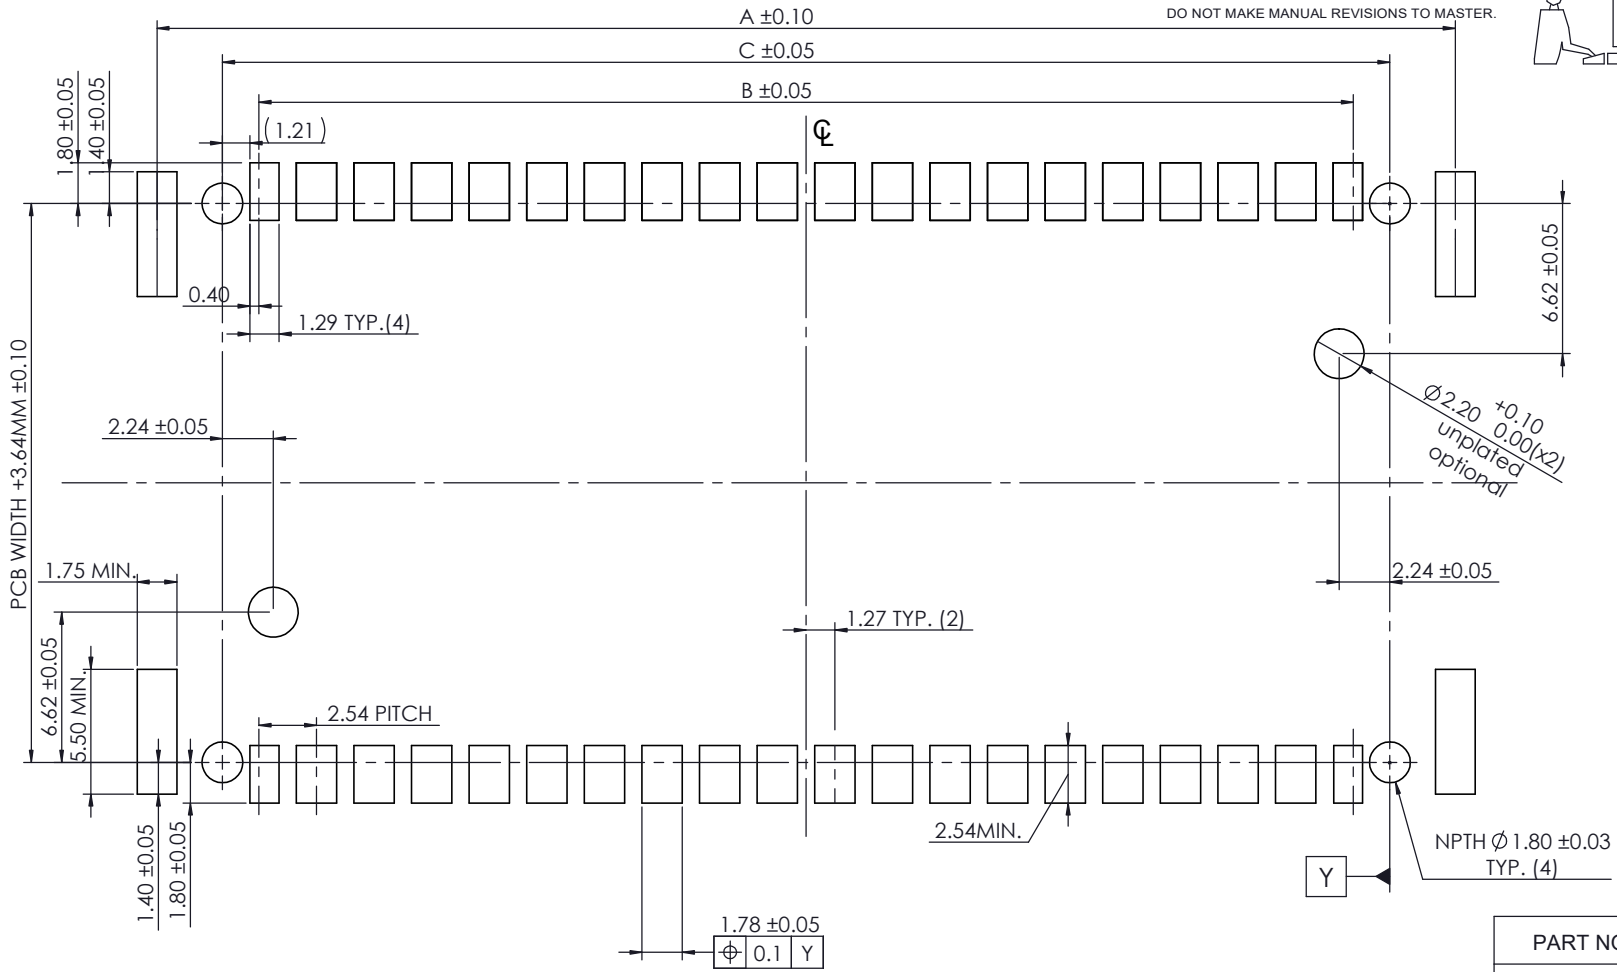 A ±0.10
DO NOT MAKE MANUAL REVISIONS TO MASTER.
C ±0.05
B ±0.05
1.80 ±0.05
1.40 ±0.05
(1.21)
℄
0.40
1.29 TYP.(4)
6.62 ±0.05
PCB WIDTH +3.64MM ±0.10
2.24 ±0.05
∅2.20 +0.10
0.00(x2)
unplated
optional
1.75 MIN.
2.24 ±0.05
1.27 TYP. (2)
6.62 ±0.05
5.50 MIN.
2.54 PITCH
2.54MIN.
1.40 ±0.05
1.80 ±0.05
NPTH ∅1.80 ±0.03
TYP. (4)
Y
1.78 ±0.05
⌖ 0.1 Y
PART NO